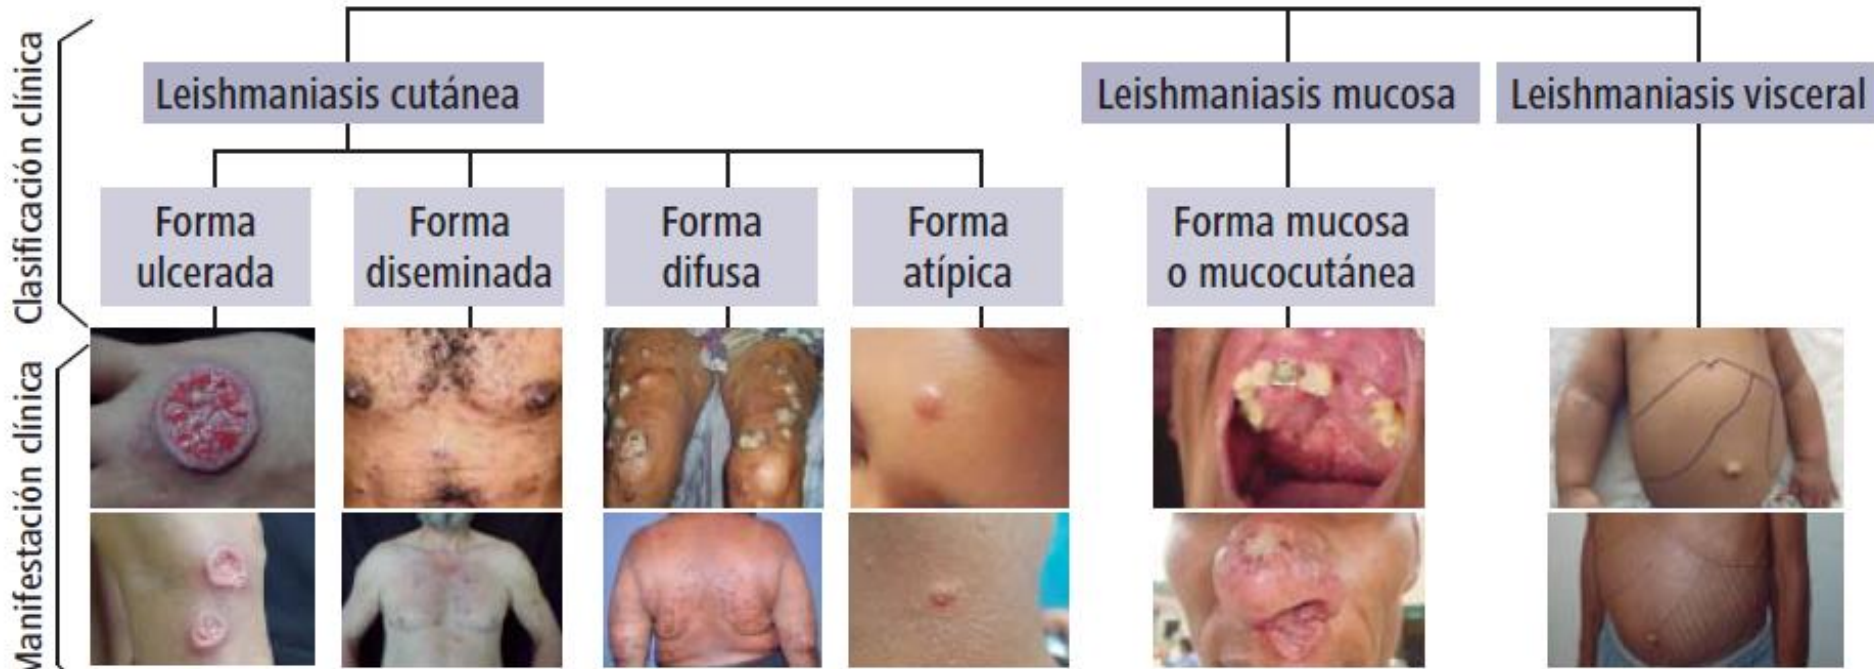 Clasificación clínica
Leishmaniasis cutánea
Leishmaniasis mucosa
Leishmaniasis visceral
Forma
ulcerada
Forma
diseminada
Forma
difusa
Forma
atípica
Forma mucosa
o mucocutánea
Manifestación clínica